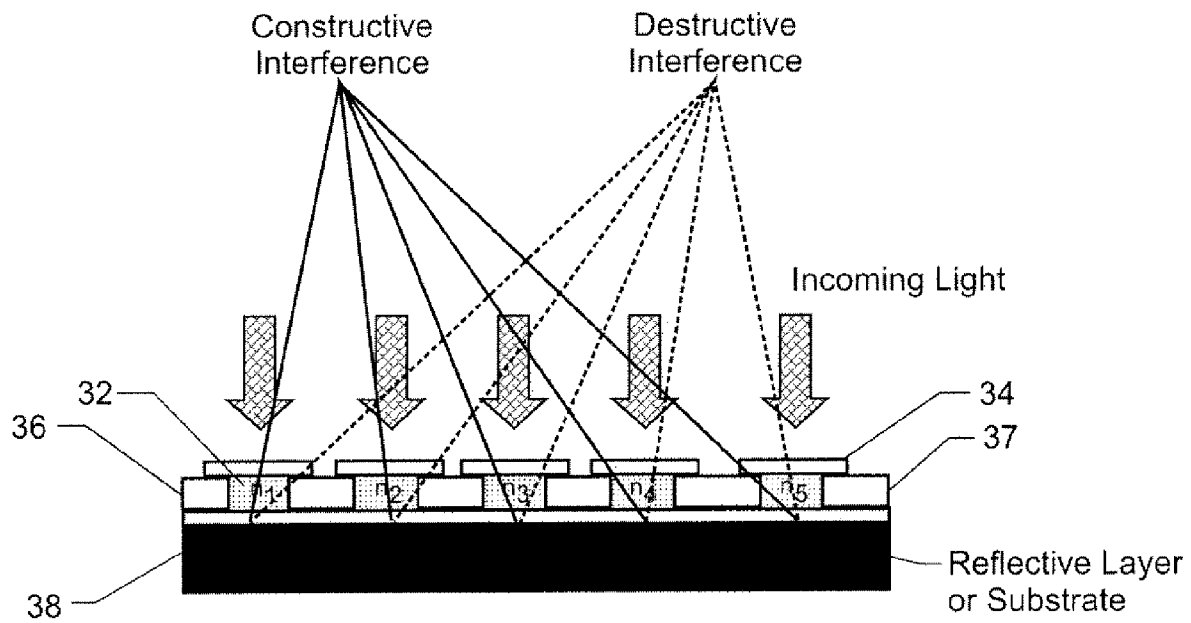 Constructive
Interference
Destructive
Interference
Incoming Light
32
34
36
37
n1
n2
n3
n4
n5
Reflective Layer
or Substrate
38